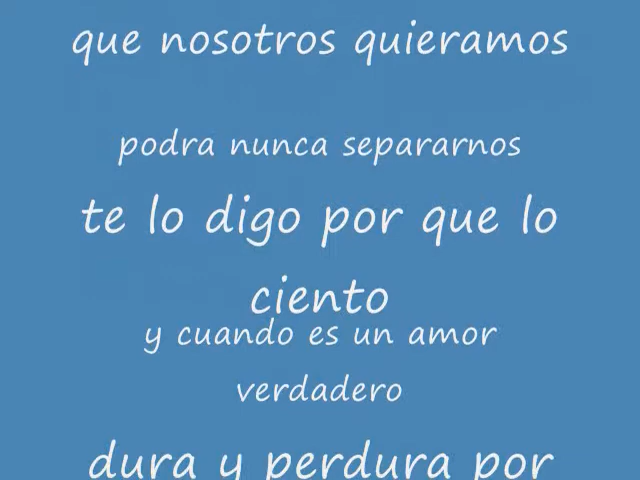 que nosotros quieramos
podra nunca separarnos
te lo digo por que lo
ciento
y cuando es un amor
verdadero
dura y perdura por